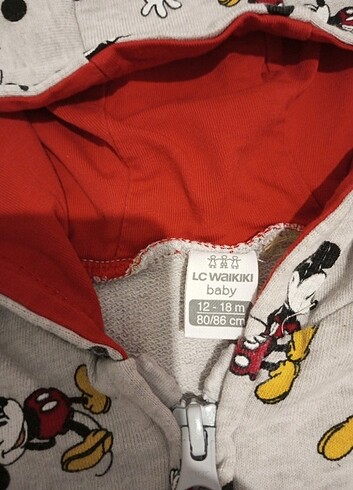 LC WAIKIKI
baby
12 - 18 m
80/86 cm